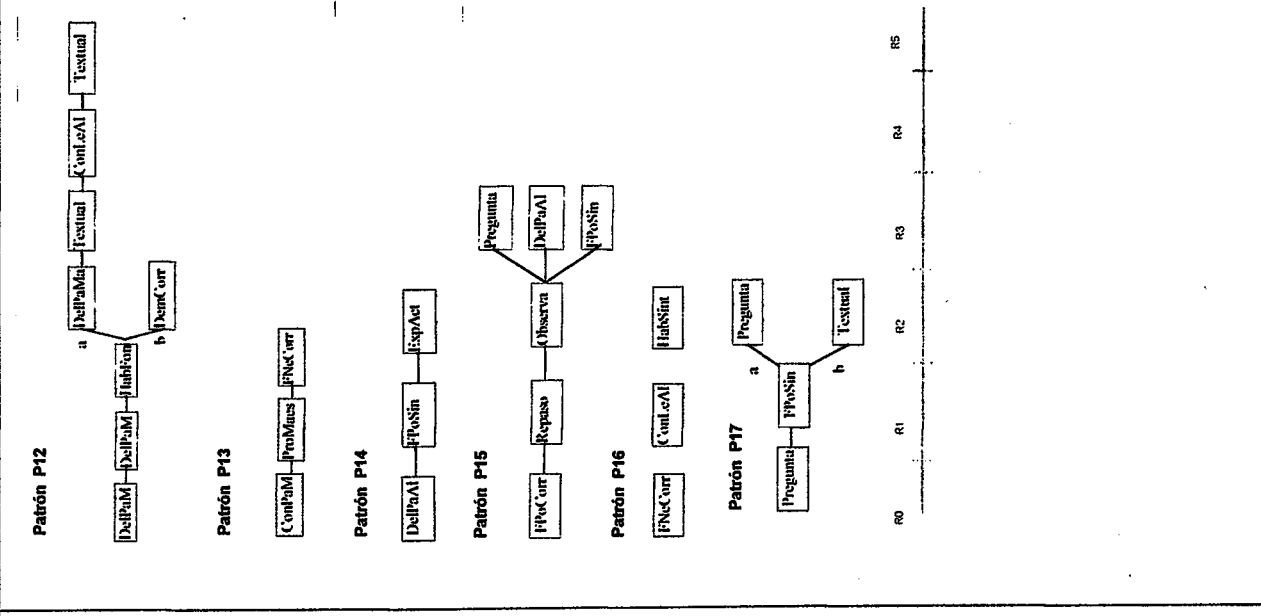 Patrón P12
DelPaM DelPaM HabFon
a DelPaMa Textual ConLeAl Textual
b DemCorr
Patrón P13
ConPaM ProMaes FNeCorr
Patrón P14
DelPaAl FPoSin ExpAct
Patrón P15
FPoCorr Repaso Observa
Pregunta
DelPaAl
FPoSin
Patrón P16
FNeCorr ConLeAl HabSint
Patrón P17
Pregunta FPoSin
a Pregunta
b Textual
R0 R1 R2 R3 R4 R5